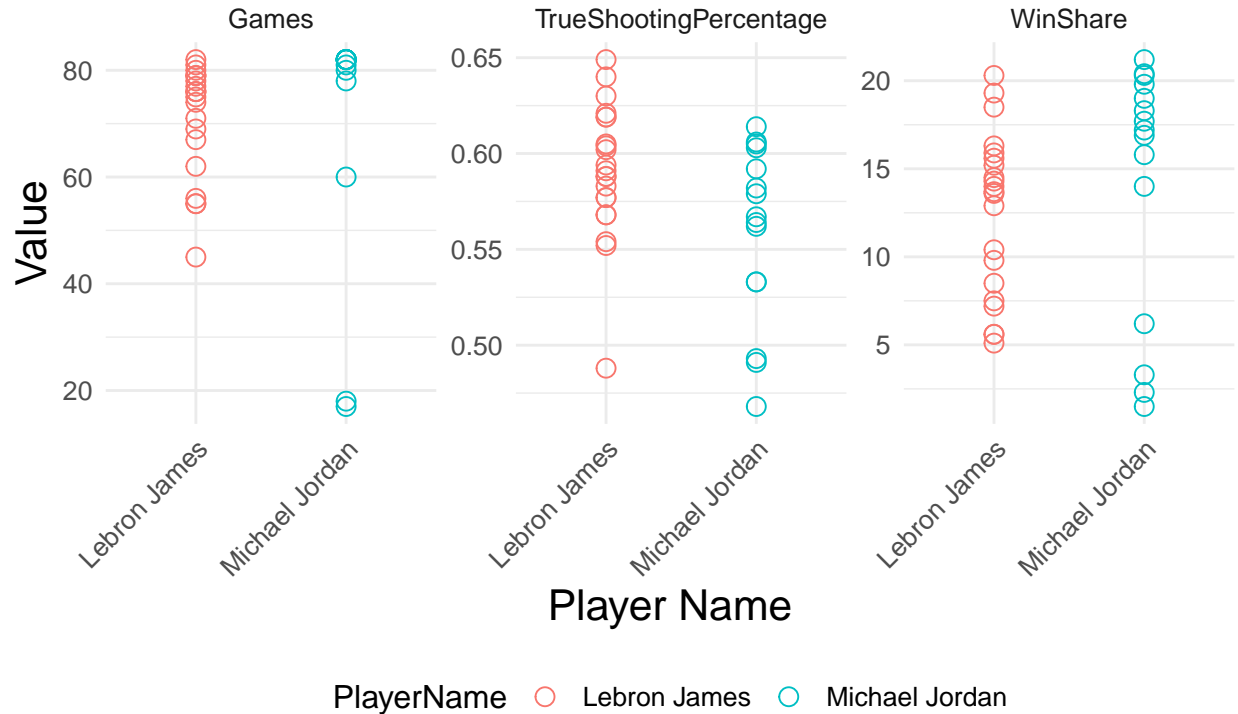 Games TrueShootingPercentage WinShare
Value
80
60
40
20
0.65
0.60
0.55
0.50
20
15
10
5
Lebron James Michael Jordan Lebron James Michael Jordan Lebron James Michael Jordan
Player Name
PlayerName Lebron James Michael Jordan